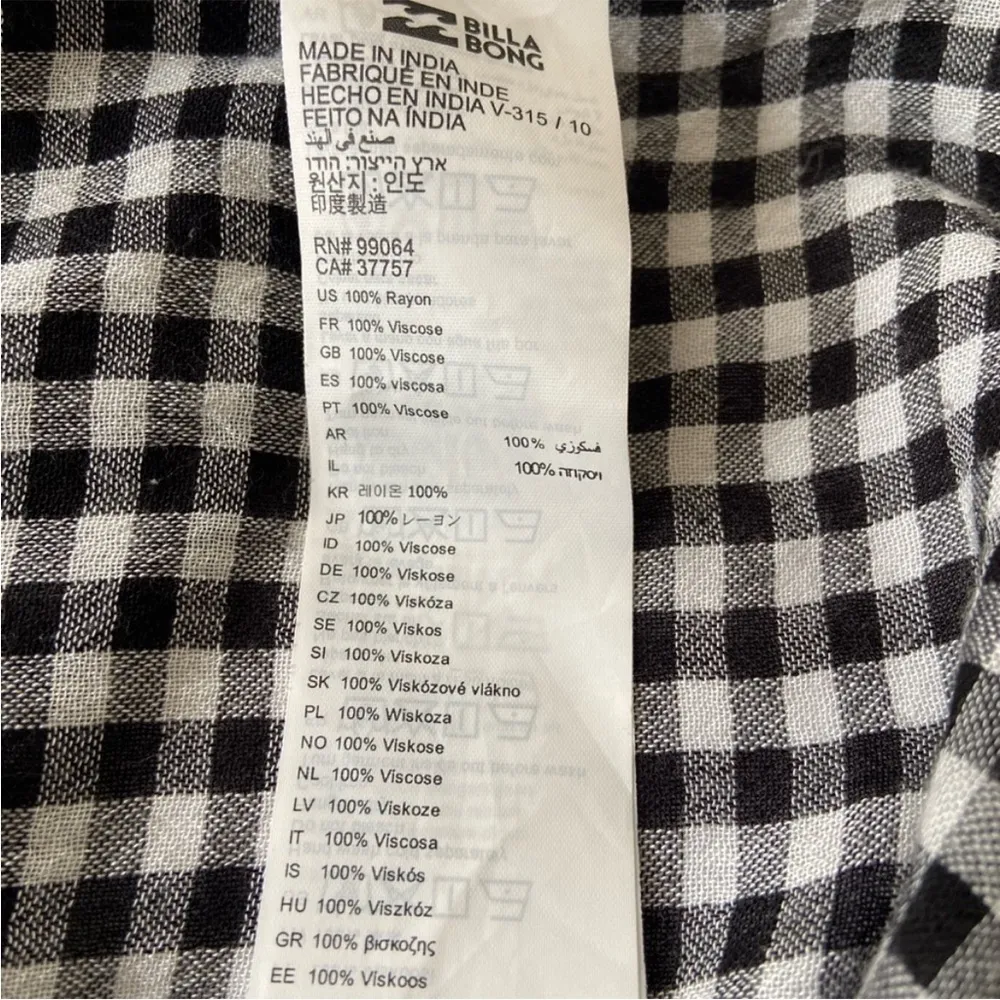 BILLA
BONG
MADE IN INDIA
FABRIQUÉ EN INDE
HECHO EN INDIA V-315 / 10
FEITO NA ÍNDIA
صنع في الهند
ארץ הייצור: הודו
원산지 : 인도
印度製造
RN# 99064
CA# 37757
US 100% Rayon
FR 100% Viscose
GB 100% Viscose
ES 100% viscosa
PT 100% Viscose
AR 100% فسكوزي
IL 100% ויסקוזה
KR 레이온 100%
JP 100% レーヨン
ID 100% Viscose
DE 100% Viskose
CZ 100% Viskóza
SE 100% Viskos
SI 100% Viskoza
SK 100% Viskózové vlákno
PL 100% Wiskoza
NO 100% Viskose
NL 100% Viscose
LV 100% Viskoze
IT 100% Viscosa
IS 100% Viskós
HU 100% Viszkóz
GR 100% βισκοζης
EE 100% Viskoos